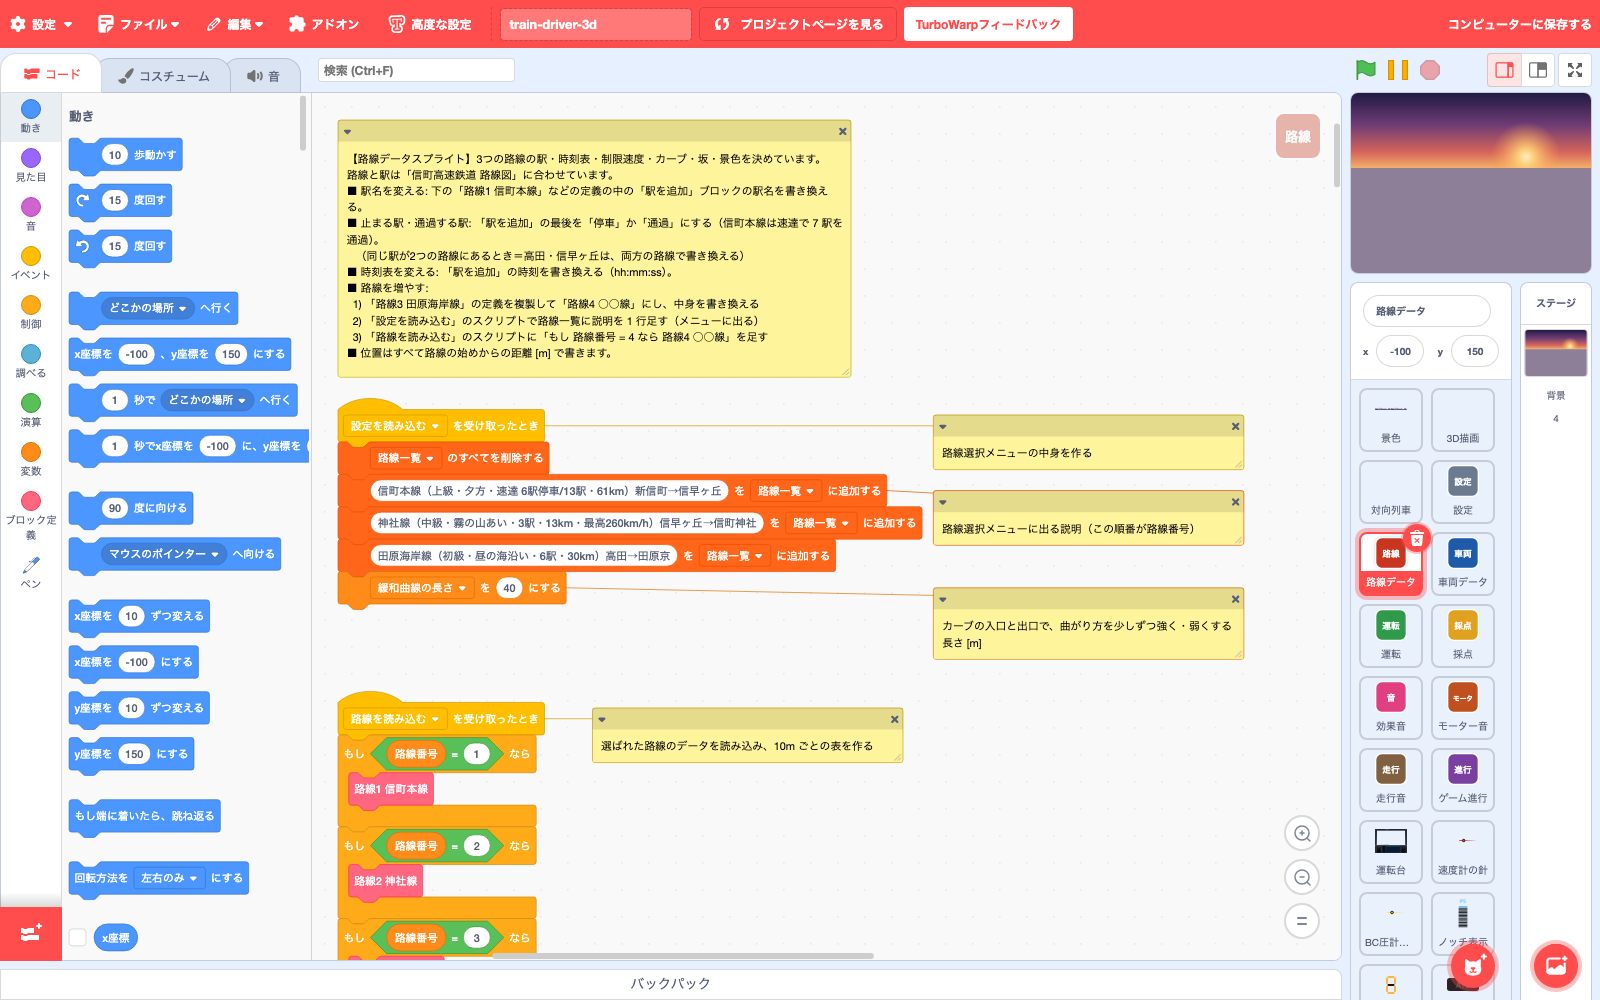 設定
ファイル
編集
アドオン
高度な設定
train-driver-3d
プロジェクトページを見る
TurboWarpフィードバック
コンピューターに保存する
コード
コスチューム
音
検索 (Ctrl+F)
動き
見た目
音
イベント
制御
調べる
演算
変数
ブロック定義
ペン
動き
10 歩動かす
15 度回す
15 度回す
どこかの場所 へ行く
x座標を -100 、y座標を 150 にする
1 秒で どこかの場所 へ行く
1 秒でx座標を -100 に、y座標を
90 度に向ける
マウスのポインター へ向ける
x座標を 10 ずつ変える
x座標を -100 にする
y座標を 10 ずつ変える
y座標を 150 にする
もし端に着いたら、跳ね返る
回転方法を 左右のみ にする
x座標
【路線データスプライト】3つの路線の駅・時刻表・制限速度・カーブ・坂・景色を決めています。
路線と駅は「信町高速鉄道 路線図」に合わせています。
■ 駅名を変える: 下の「路線1 信町本線」などの定義の中の「駅を追加」ブロックの駅名を書き換え
る。
■ 止まる駅・通過する駅: 「駅を追加」の最後を「停車」か「通過」にする（信町本線は速達で 7 駅を
通過）。
（同じ駅が2つの路線にあるとき＝高田・信早ヶ丘は、両方の路線で書き換える）
■ 時刻表を変える: 「駅を追加」の時刻を書き換える（hh:mm:ss）。
■ 路線を増やす:
1) 「路線3 田原海岸線」の定義を複製して「路線4 〇〇線」にし、中身を書き換える
2) 「設定を読み込む」のスクリプトで路線一覧に説明を 1 行足す（メニューに出る）
3) 「路線を読み込む」のスクリプトに「もし 路線番号 = 4 なら 路線4 〇〇線」を足す
■ 位置はすべて路線の始めからの距離 [m] で書きます。
路線
設定を読み込む を受け取ったとき
路線一覧 のすべてを削除する
信町本線（上級・夕方・速達 6駅停車/13駅・61km）新信町→信早ヶ丘 を 路線一覧 に追加する
神社線（中級・霧の山あい・3駅・13km・最高260km/h）信早ヶ丘→信町神社 を 路線一覧 に追加する
田原海岸線（初級・昼の海沿い・6駅・30km）高田→田原京 を 路線一覧 に追加する
緩和曲線の長さ を 40 にする
路線選択メニューの中身を作る
路線選択メニューに出る説明（この順番が路線番号）
カーブの入口と出口で、曲がり方を少しずつ強く・弱くする
長さ [m]
路線を読み込む を受け取ったとき
選ばれた路線のデータを読み込み、10m ごとの表を作る
もし 路線番号 = 1 なら
路線1 信町本線
もし 路線番号 = 2 なら
路線2 神社線
もし 路線番号 = 3 なら
バックパック
路線データ
x -100 y 150
ステージ
背景
4
景色
3D描画
対向列車
設定
設定
路線
路線データ
車両
車両データ
運転
運転
採点
採点
音
効果音
モータ
モーター音
走行
走行音
進行
ゲーム進行
運転台
速度計の針
BC圧計…
ノッチ表示